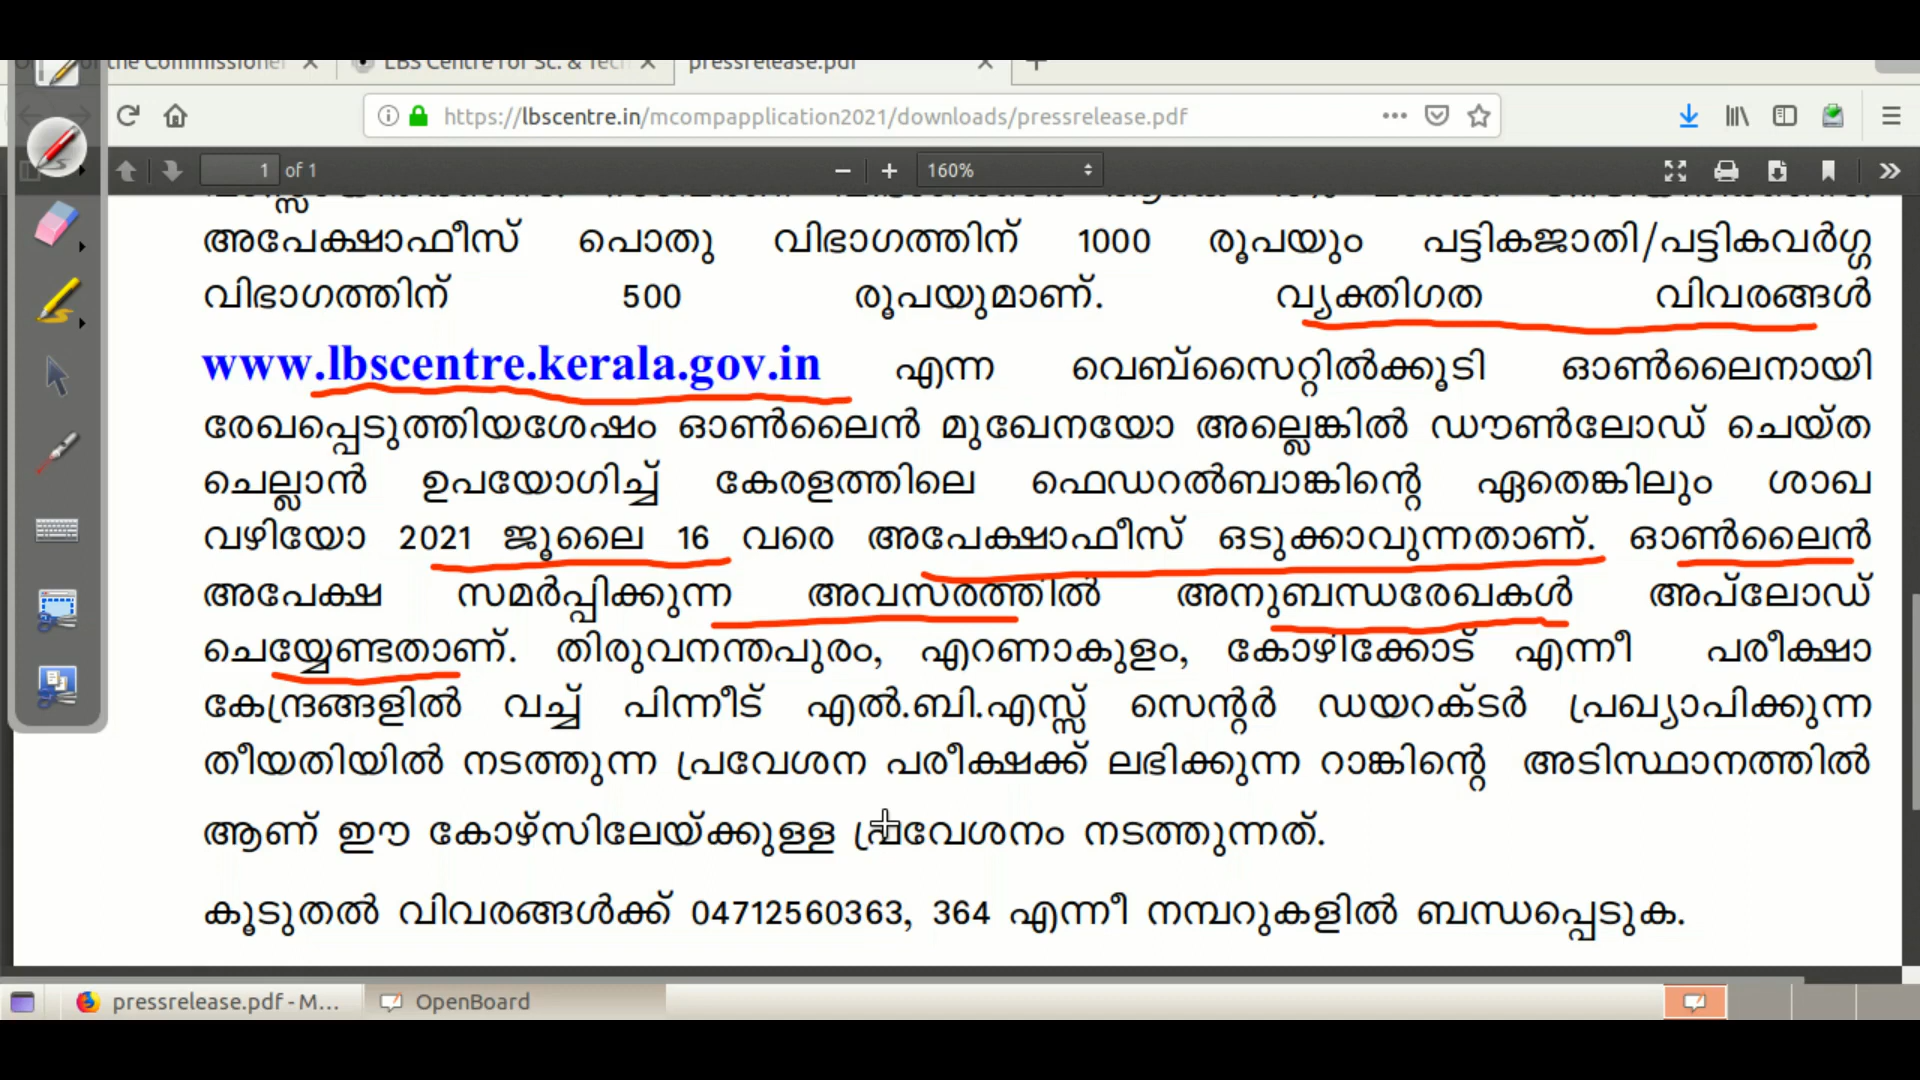 the Commissioner
LBS Centre for Sc. & Tech
pressrelease.pdf
https://lbscentre.in/mcompapplication2021/downloads/pressrelease.pdf
1 of 1
160%
അപേക്ഷാഫീസ് പൊതു വിഭാഗത്തിന് 1000 രൂപയും പട്ടികജാതി/പട്ടികവർഗ്ഗ
വിഭാഗത്തിന് 500 രൂപയുമാണ്. വ്യക്തിഗത വിവരങ്ങൾ
www.lbscentre.kerala.gov.in എന്ന വെബ്സൈറ്റിൽക്കൂടി ഓൺലൈനായി
രേഖപ്പെടുത്തിയശേഷം ഓൺലൈൻ മുഖേനയോ അല്ലെങ്കിൽ ഡൗൺലോഡ് ചെയ്ത
ചെല്ലാൻ ഉപയോഗിച്ച് കേരളത്തിലെ ഫെഡറൽബാങ്കിന്റെ ഏതെങ്കിലും ശാഖ
വഴിയോ 2021 ജൂലൈ 16 വരെ അപേക്ഷാഫീസ് ഒടുക്കാവുന്നതാണ്. ഓൺലൈൻ
അപേക്ഷ സമർപ്പിക്കുന്ന അവസരത്തിൽ അനുബന്ധരേഖകൾ അപ്‌ലോഡ്
ചെയ്യേണ്ടതാണ്. തിരുവനന്തപുരം, എറണാകുളം, കോഴിക്കോട് എന്നീ പരീക്ഷാ
കേന്ദ്രങ്ങളിൽ വച്ച് പിന്നീട് എൽ.ബി.എസ്സ് സെന്റർ ഡയറക്ടർ പ്രഖ്യാപിക്കുന്ന
തീയതിയിൽ നടത്തുന്ന പ്രവേശന പരീക്ഷക്ക് ലഭിക്കുന്ന റാങ്കിന്റെ അടിസ്ഥാനത്തിൽ
ആണ് ഈ കോഴ്സിലേയ്ക്കുള്ള പ്രവേശനം നടത്തുന്നത്.
കൂടുതൽ വിവരങ്ങൾക്ക് 04712560363, 364 എന്നീ നമ്പറുകളിൽ ബന്ധപ്പെടുക.
pressrelease.pdf - M...
OpenBoard